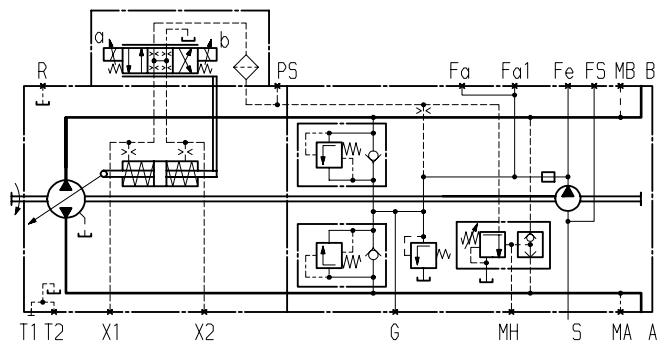 a b
R PS Fa Fa1 Fe FS MB B
T1 T2 X1 X2 G MH S MA A